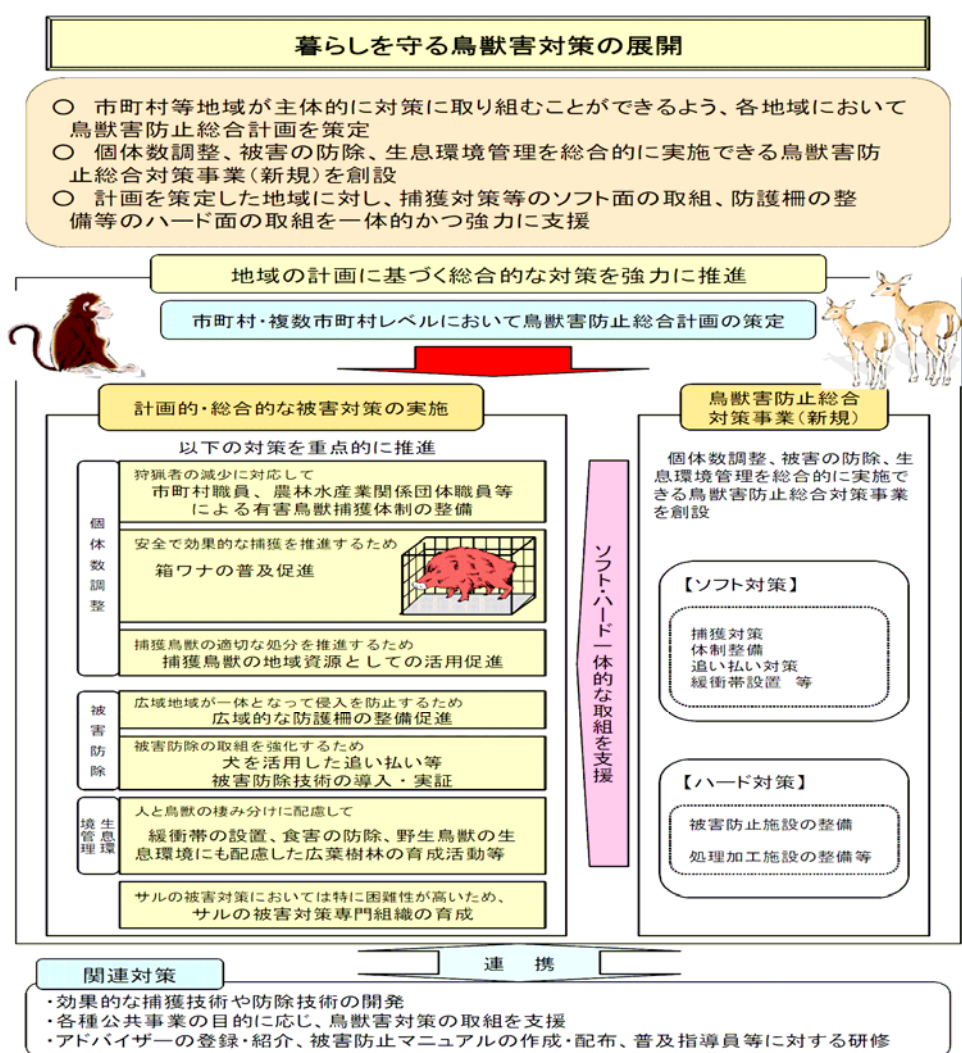 暮らしを守る鳥獣害対策の展開
○ 市町村等地域が主体的に対策に取り組むことができるよう、各地域において
鳥獣害防止総合計画を策定
○ 個体数調整、被害の防除、生息環境管理を総合的に実施できる鳥獣害防
止総合対策事業(新規)を創設
○ 計画を策定した地域に対し、捕獲対策等のソフト面の取組、防護柵の整
備等のハード面の取組を一体的かつ強力に支援
地域の計画に基づく総合的な対策を強力に推進
市町村・複数市町村レベルにおいて鳥獣害防止総合計画の策定
計画的・総合的な被害対策の実施
以下の対策を重点的に推進
個体数調整
狩猟者の減少に対応して
市町村職員、農林水産業関係団体職員等
による有害鳥獣捕獲体制の整備
安全で効果的な捕獲を推進するため
箱ワナの普及促進
捕獲鳥獣の適切な処分を推進するため
捕獲鳥獣の地域資源としての活用促進
被害防除
広域地域が一体となって侵入を防止するため
広域的な防護柵の整備促進
被害防除の取組を強化するため
犬を活用した追い払い等
被害防除技術の導入・実証
生息環
境管理
人と鳥獣の棲み分けに配慮して
緩衝帯の設置、食害の防除、野生鳥獣の生
息環境にも配慮した広葉樹林の育成活動等
サルの被害対策においては特に困難性が高いため、
サルの被害対策専門組織の育成
ソフト・ハード一体的な取組を支援
鳥獣害防止総合
対策事業(新規)
個体数調整、被害の防除、生
息環境管理を総合的に実施で
きる鳥獣害防止総合対策事業
を創設
【ソフト対策】
捕獲対策
体制整備
追い払い対策
緩衝帯設置 等
【ハード対策】
被害防止施設の整備
処理加工施設の整備等
連 携
関連対策
・効果的な捕獲技術や防除技術の開発
・各種公共事業の目的に応じ、鳥獣害対策の取組を支援
・アドバイザーの登録・紹介、被害防止マニュアルの作成・配布、普及指導員等に対する研修